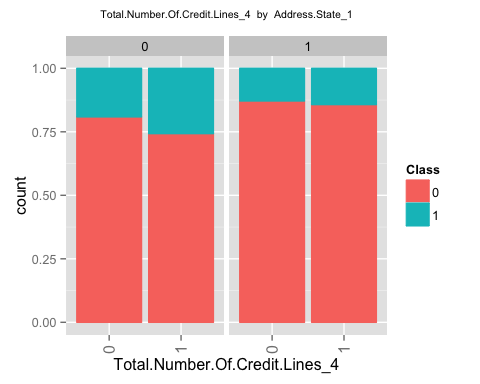 Total.Number.Of.Credit.Lines_4 by Address.State_1
0 1
1.00
0.75
0.50
0.25
0.00
count
0 1 0 1
Total.Number.Of.Credit.Lines_4
Class
0
1